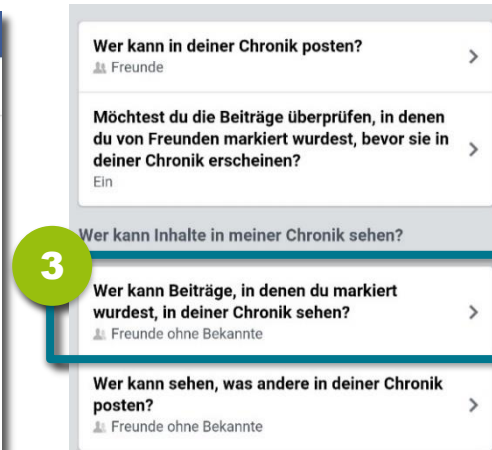 Wer kann in deiner Chronik posten?
Freunde
Möchtest du die Beiträge überprüfen, in denen
du von Freunden markiert wurdest, bevor sie in
deiner Chronik erscheinen?
Ein
Wer kann Inhalte in meiner Chronik sehen?
3
Wer kann Beiträge, in denen du markiert
wurdest, in deiner Chronik sehen?
Freunde ohne Bekannte
Wer kann sehen, was andere in deiner Chronik
posten?
Freunde ohne Bekannte